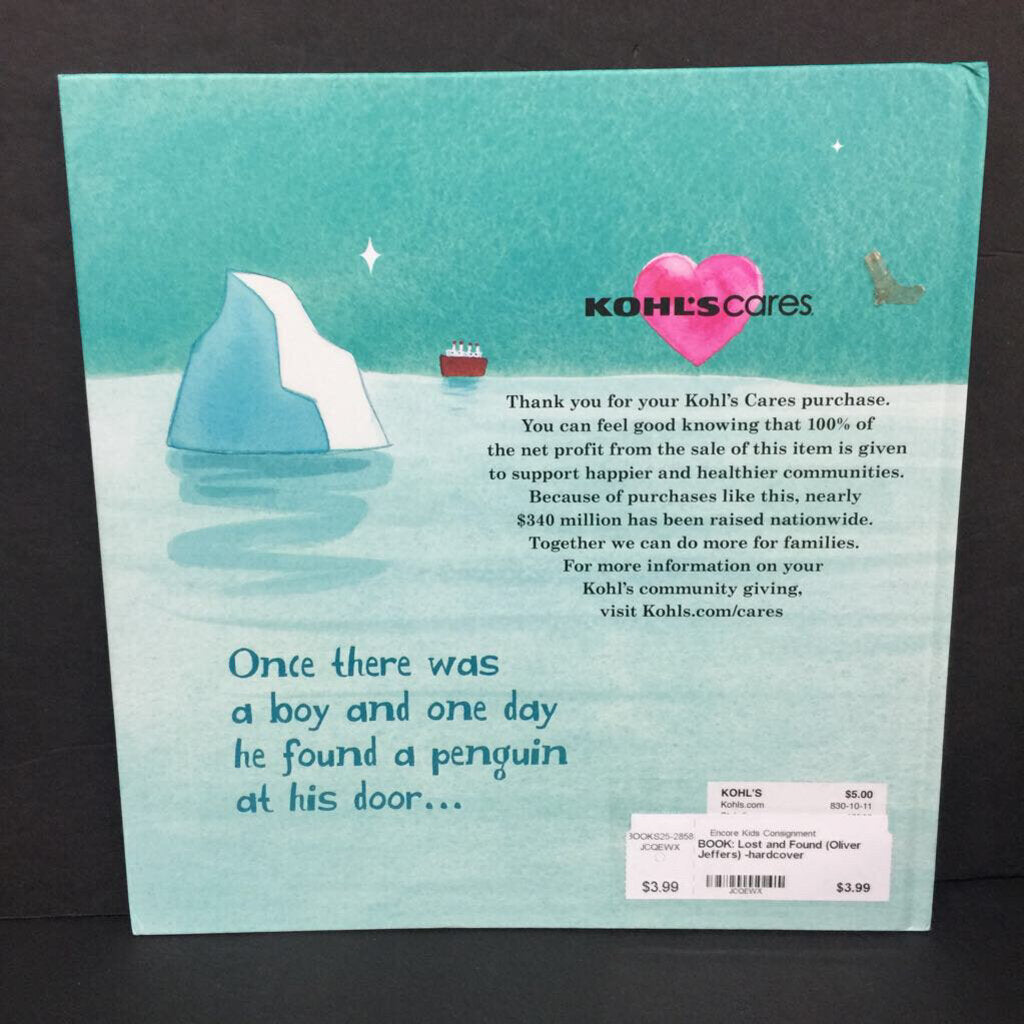 KOHL'S cares
Thank you for your Kohl's Cares purchase.
You can feel good knowing that 100% of
the net profit from the sale of this item is given
to support happier and healthier communities.
Because of purchases like this, nearly
$340 million has been raised nationwide.
Together we can do more for families.
For more information on your
Kohl's community giving,
visit Kohls.com/cares
Once there was
a boy and one day
he found a penguin
at his door...
KOHL'S $5.00
Kohls.com 830-10-11
BOOKS25-2858
JCQEWX
$3.99
Encore Kids Consignment
BOOK: Lost and Found (Oliver
Jeffers) -hardcover
JCQEWX
$3.99